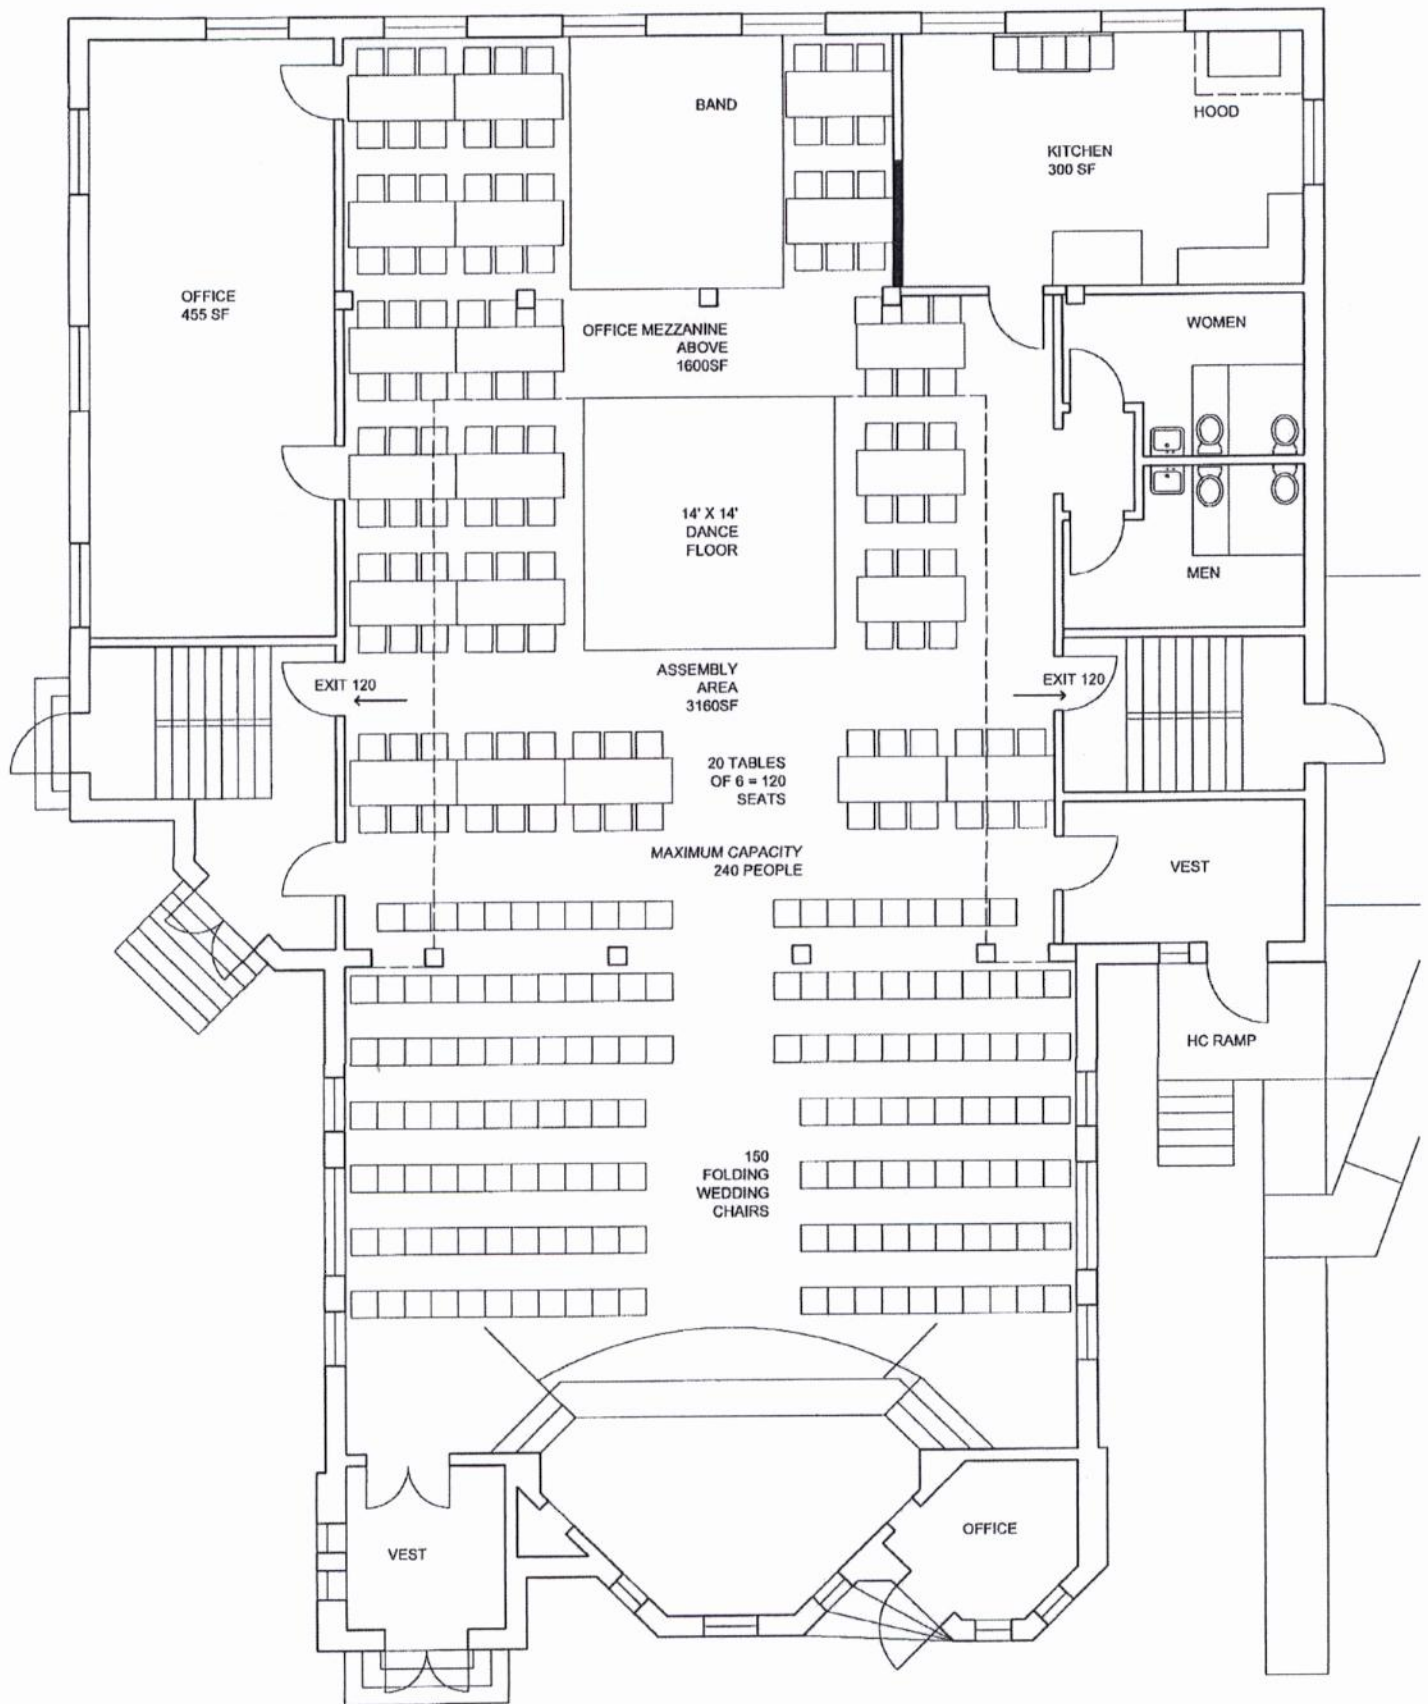 BAND
HOOD
KITCHEN
300 SF
OFFICE
455 SF
OFFICE MEZZANINE
ABOVE
1600SF
WOMEN
14' X 14'
DANCE
FLOOR
MEN
ASSEMBLY
AREA
3160SF
EXIT 120
EXIT 120
20 TABLES
OF 6 = 120
SEATS
MAXIMUM CAPACITY
240 PEOPLE
VEST
HC RAMP
150
FOLDING
WEDDING
CHAIRS
OFFICE
VEST